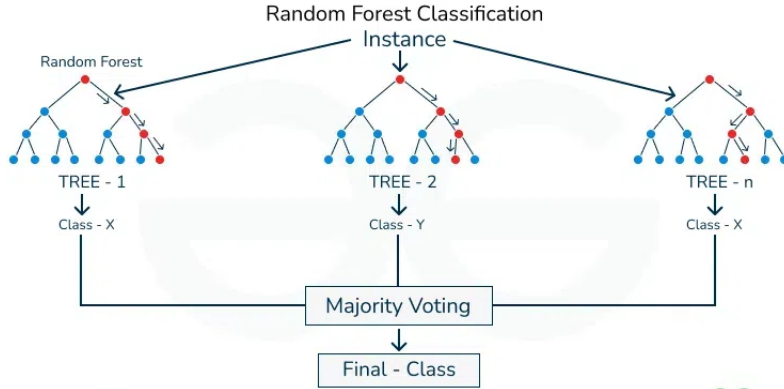 Random Forest Classification
Instance
Random Forest
TREE - 1
TREE - 2
TREE - n
Class - X
Class - Y
Class - X
Majority Voting
Final - Class